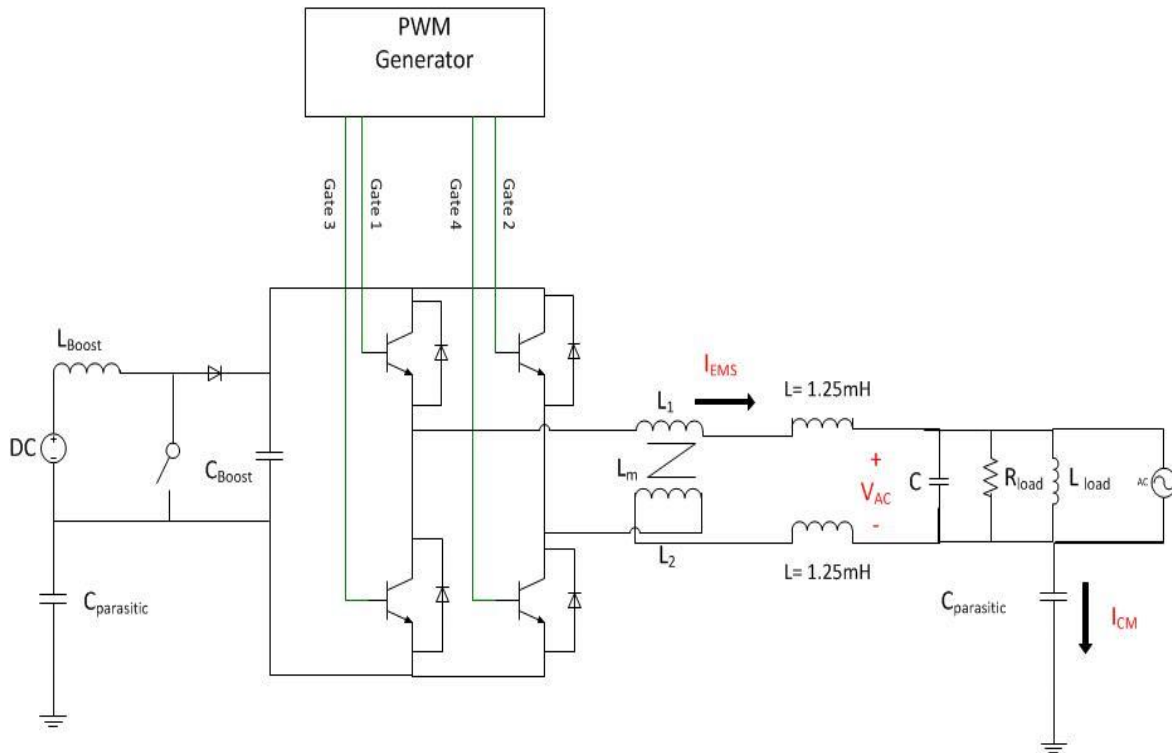 PWM
Generator
Gate 3
Gate 1
Gate 4
Gate 2
LBoost
DC
CBoost
Cparasitic
L1
Lm
L2
IEMS
L= 1.25mH
+
VAC
-
L= 1.25mH
C
Rload
L load
AC
Cparasitic
ICM